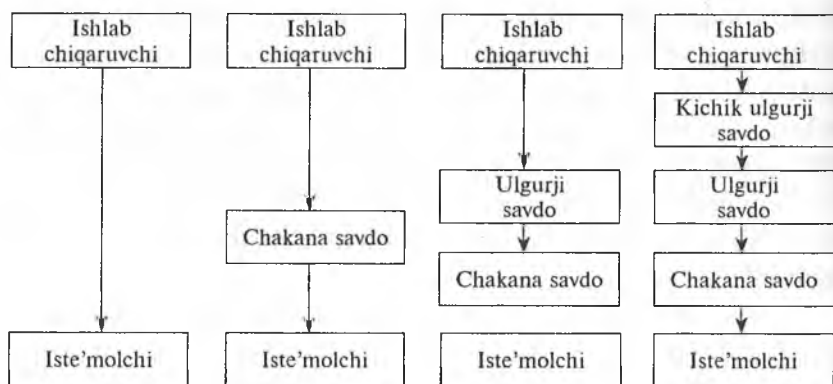 Ishlab
chiqaruvchi
Ishlab
chiqaruvchi
Ishlab
chiqaruvchi
Ishlab
chiqaruvchi
Kichik ulgurji
savdo
Ulgurji
savdo
Ulgurji
savdo
Chakana savdo
Chakana savdo
Chakana savdo
Iste’molchi
Iste’molchi
Iste’molchi
Iste’molchi